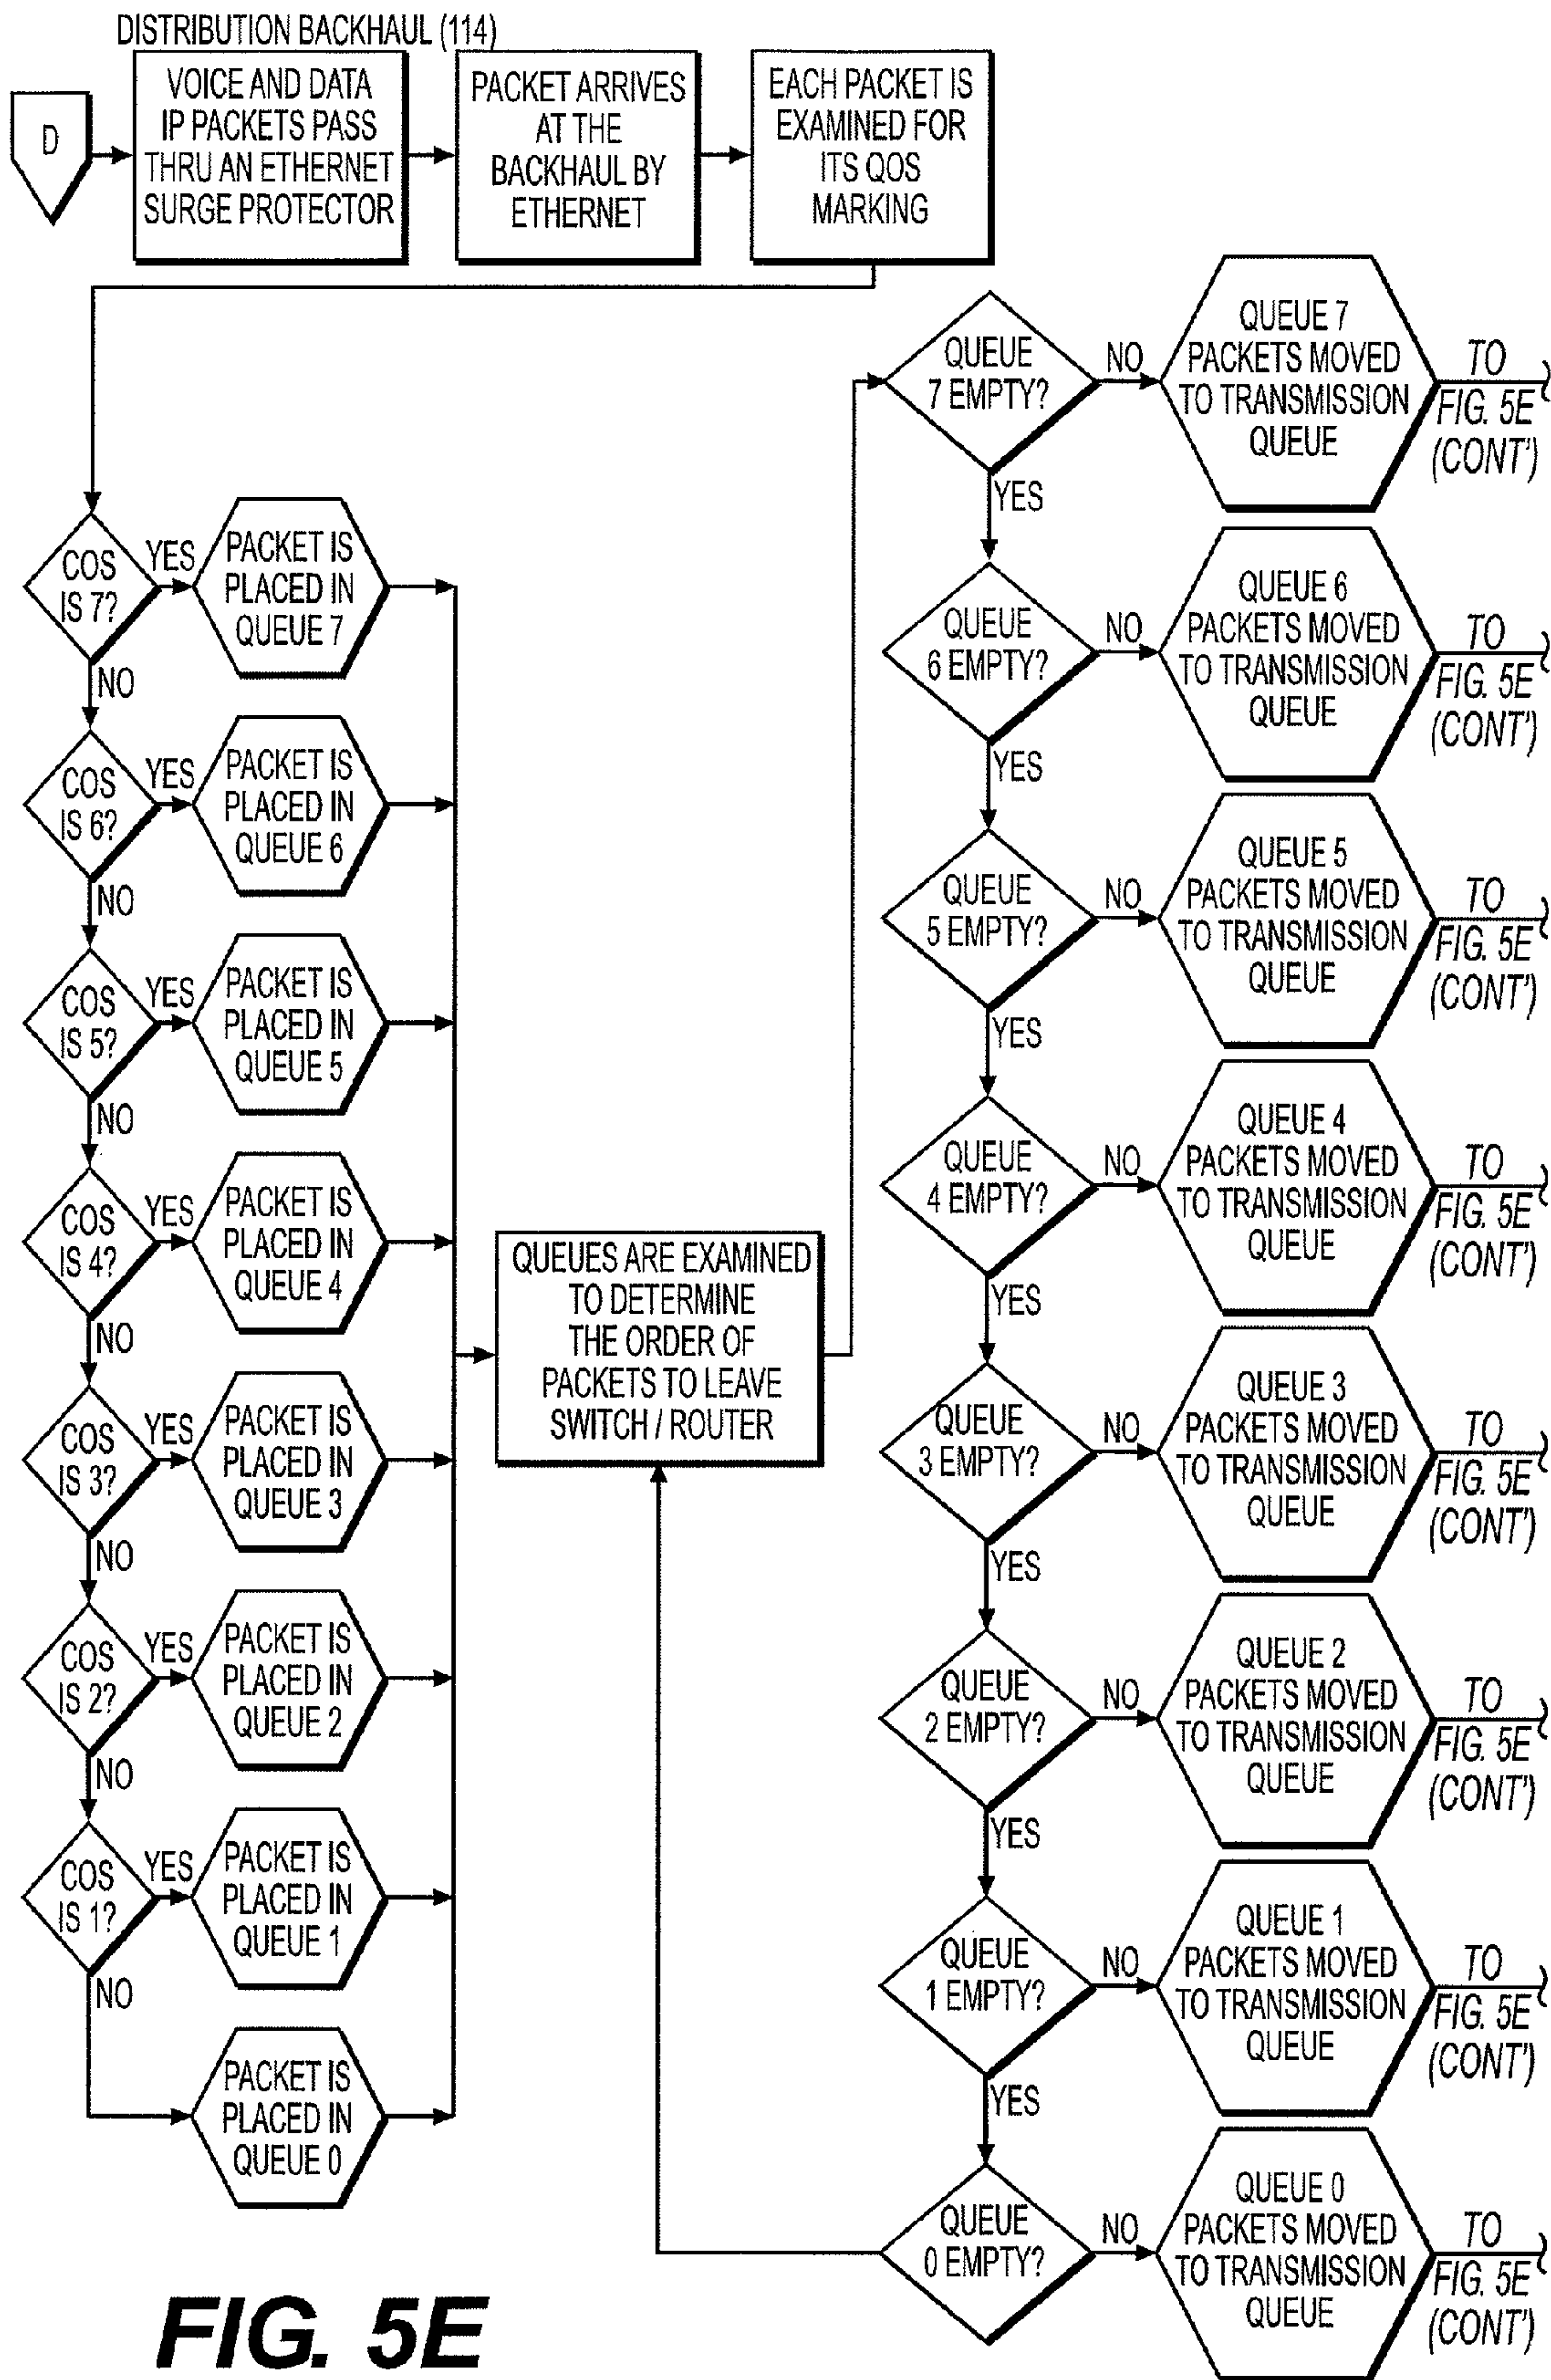 DISTRIBUTION BACKHAUL (114)
D
VOICE AND DATA
IP PACKETS PASS
THRU AN ETHERNET
SURGE PROTECTOR
PACKET ARRIVES
AT THE
BACKHAUL BY
ETHERNET
EACH PACKET IS
EXAMINED FOR
ITS QOS
MARKING
COS
IS 7?
YES
NO
PACKET IS
PLACED IN
QUEUE 7
COS
IS 6?
YES
NO
PACKET IS
PLACED IN
QUEUE 6
COS
IS 5?
YES
NO
PACKET IS
PLACED IN
QUEUE 5
COS
IS 4?
YES
NO
PACKET IS
PLACED IN
QUEUE 4
COS
IS 3?
YES
NO
PACKET IS
PLACED IN
QUEUE 3
COS
IS 2?
YES
NO
PACKET IS
PLACED IN
QUEUE 2
COS
IS 1?
YES
NO
PACKET IS
PLACED IN
QUEUE 1
PACKET IS
PLACED IN
QUEUE 0
QUEUES ARE EXAMINED
TO DETERMINE
THE ORDER OF
PACKETS TO LEAVE
SWITCH / ROUTER
QUEUE
7 EMPTY?
NO
YES
QUEUE 7
PACKETS MOVED
TO TRANSMISSION
QUEUE
TO
FIG. 5E
(CONT')
QUEUE
6 EMPTY?
NO
YES
QUEUE 6
PACKETS MOVED
TO TRANSMISSION
QUEUE
TO
FIG. 5E
(CONT')
QUEUE
5 EMPTY?
NO
YES
QUEUE 5
PACKETS MOVED
TO TRANSMISSION
QUEUE
TO
FIG. 5E
(CONT')
QUEUE
4 EMPTY?
NO
YES
QUEUE 4
PACKETS MOVED
TO TRANSMISSION
QUEUE
TO
FIG. 5E
(CONT')
QUEUE
3 EMPTY?
NO
YES
QUEUE 3
PACKETS MOVED
TO TRANSMISSION
QUEUE
TO
FIG. 5E
(CONT')
QUEUE
2 EMPTY?
NO
YES
QUEUE 2
PACKETS MOVED
TO TRANSMISSION
QUEUE
TO
FIG. 5E
(CONT')
QUEUE
1 EMPTY?
NO
YES
QUEUE 1
PACKETS MOVED
TO TRANSMISSION
QUEUE
TO
FIG. 5E
(CONT')
QUEUE
0 EMPTY?
NO
QUEUE 0
PACKETS MOVED
TO TRANSMISSION
QUEUE
TO
FIG. 5E
(CONT')
FIG. 5E